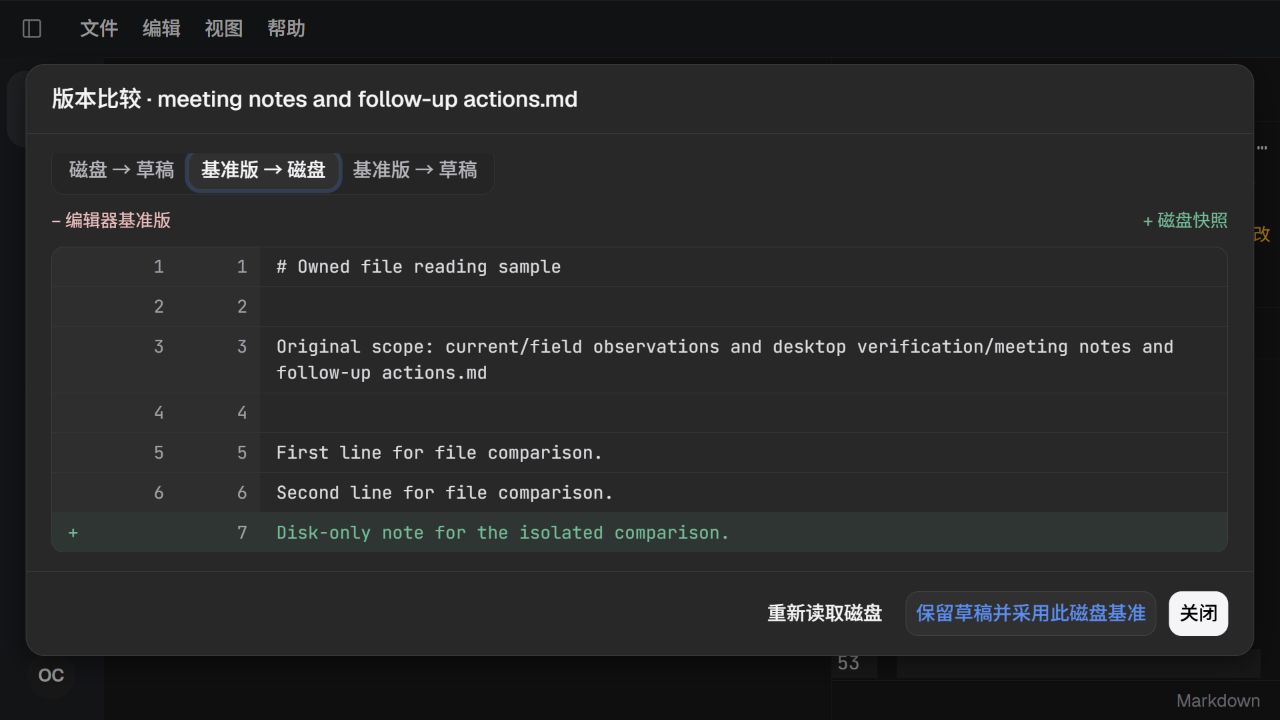 文件 编辑 视图 帮助
版本比较 · meeting notes and follow-up actions.md
磁盘 → 草稿 基准版 → 磁盘 基准版 → 草稿
− 编辑器基准版 + 磁盘快照
改
1 1 # Owned file reading sample
2 2
3 3 Original scope: current/field observations and desktop verification/meeting notes and
follow-up actions.md
4 4
5 5 First line for file comparison.
6 6 Second line for file comparison.
+ 7 Disk-only note for the isolated comparison.
重新读取磁盘 保留草稿并采用此磁盘基准 关闭
53
OC
Markdown